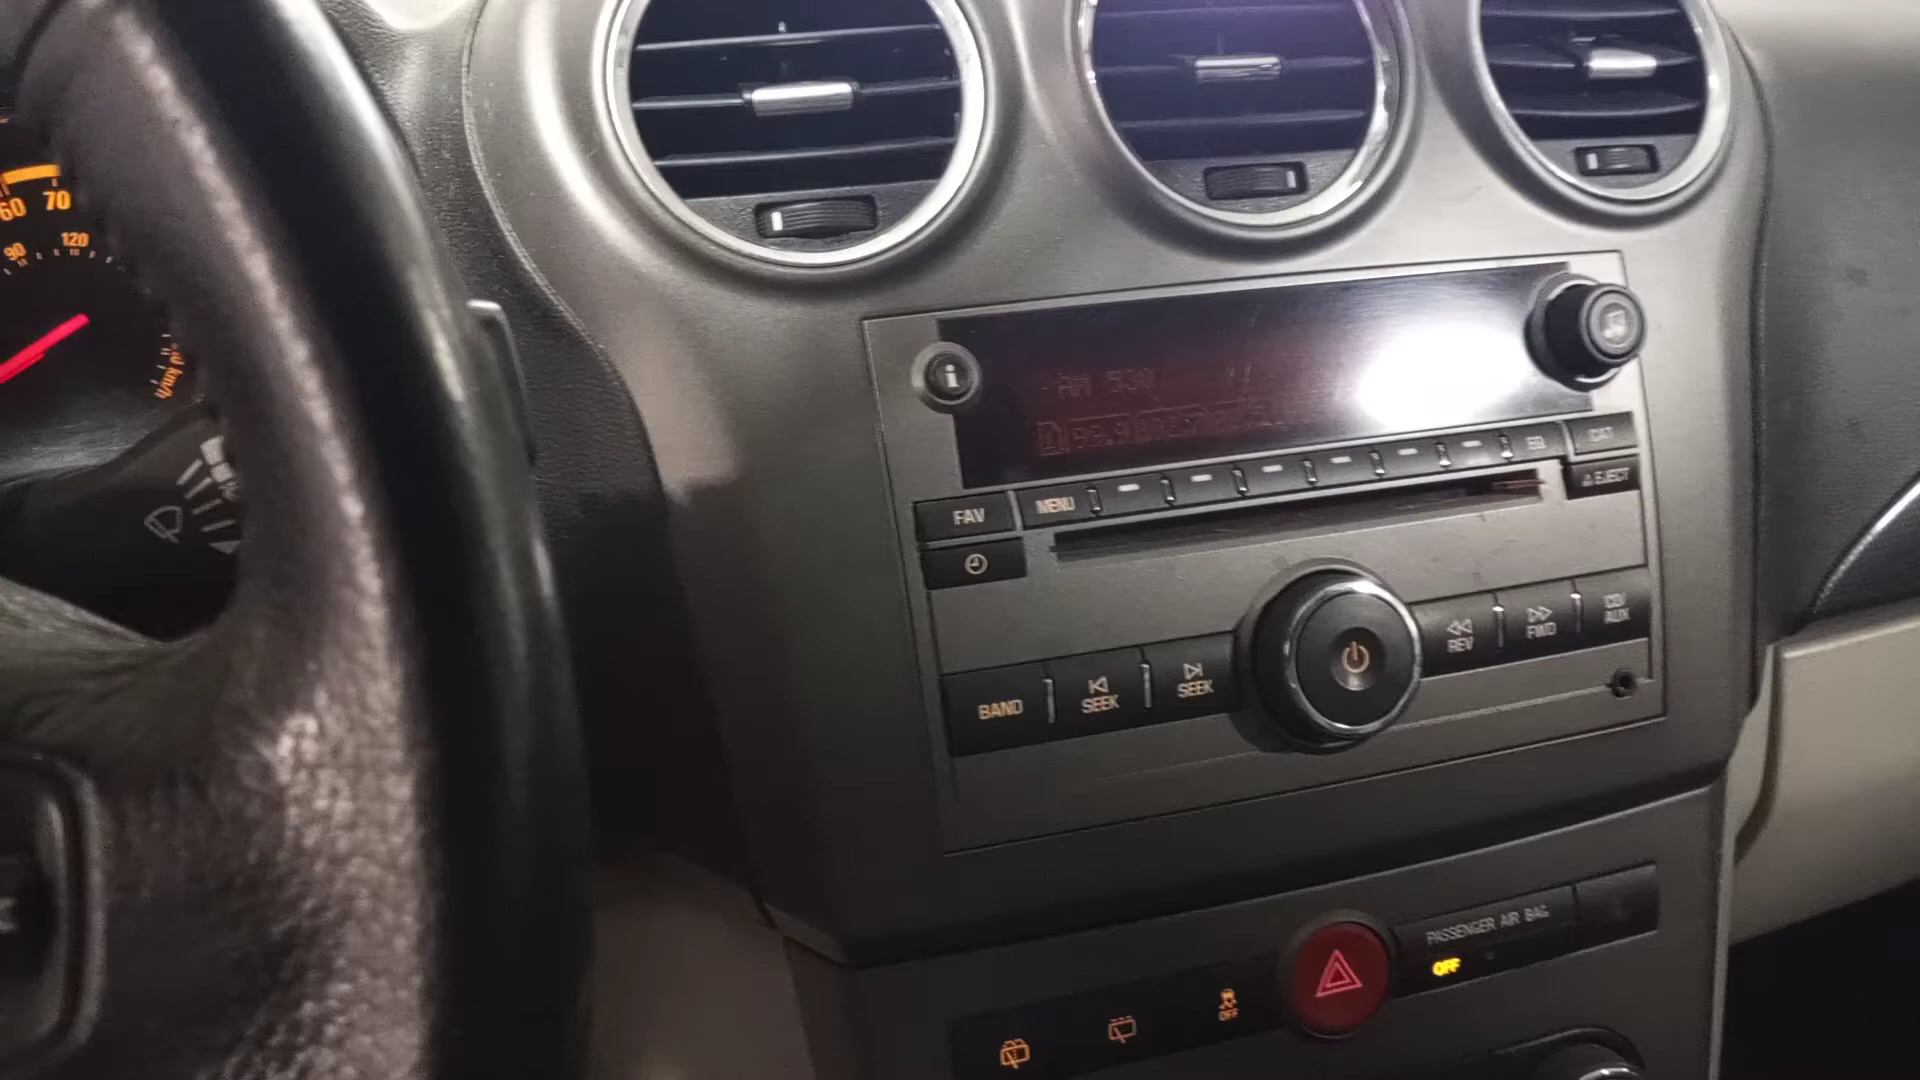 60 70
90 120
km/h
i
AM 530
FAV
MENU
EQ
CAT
EJECT
BAND
SEEK
SEEK
REV
FWD
CD/
AUX
PASSENGER AIR BAG
OFF
OFF